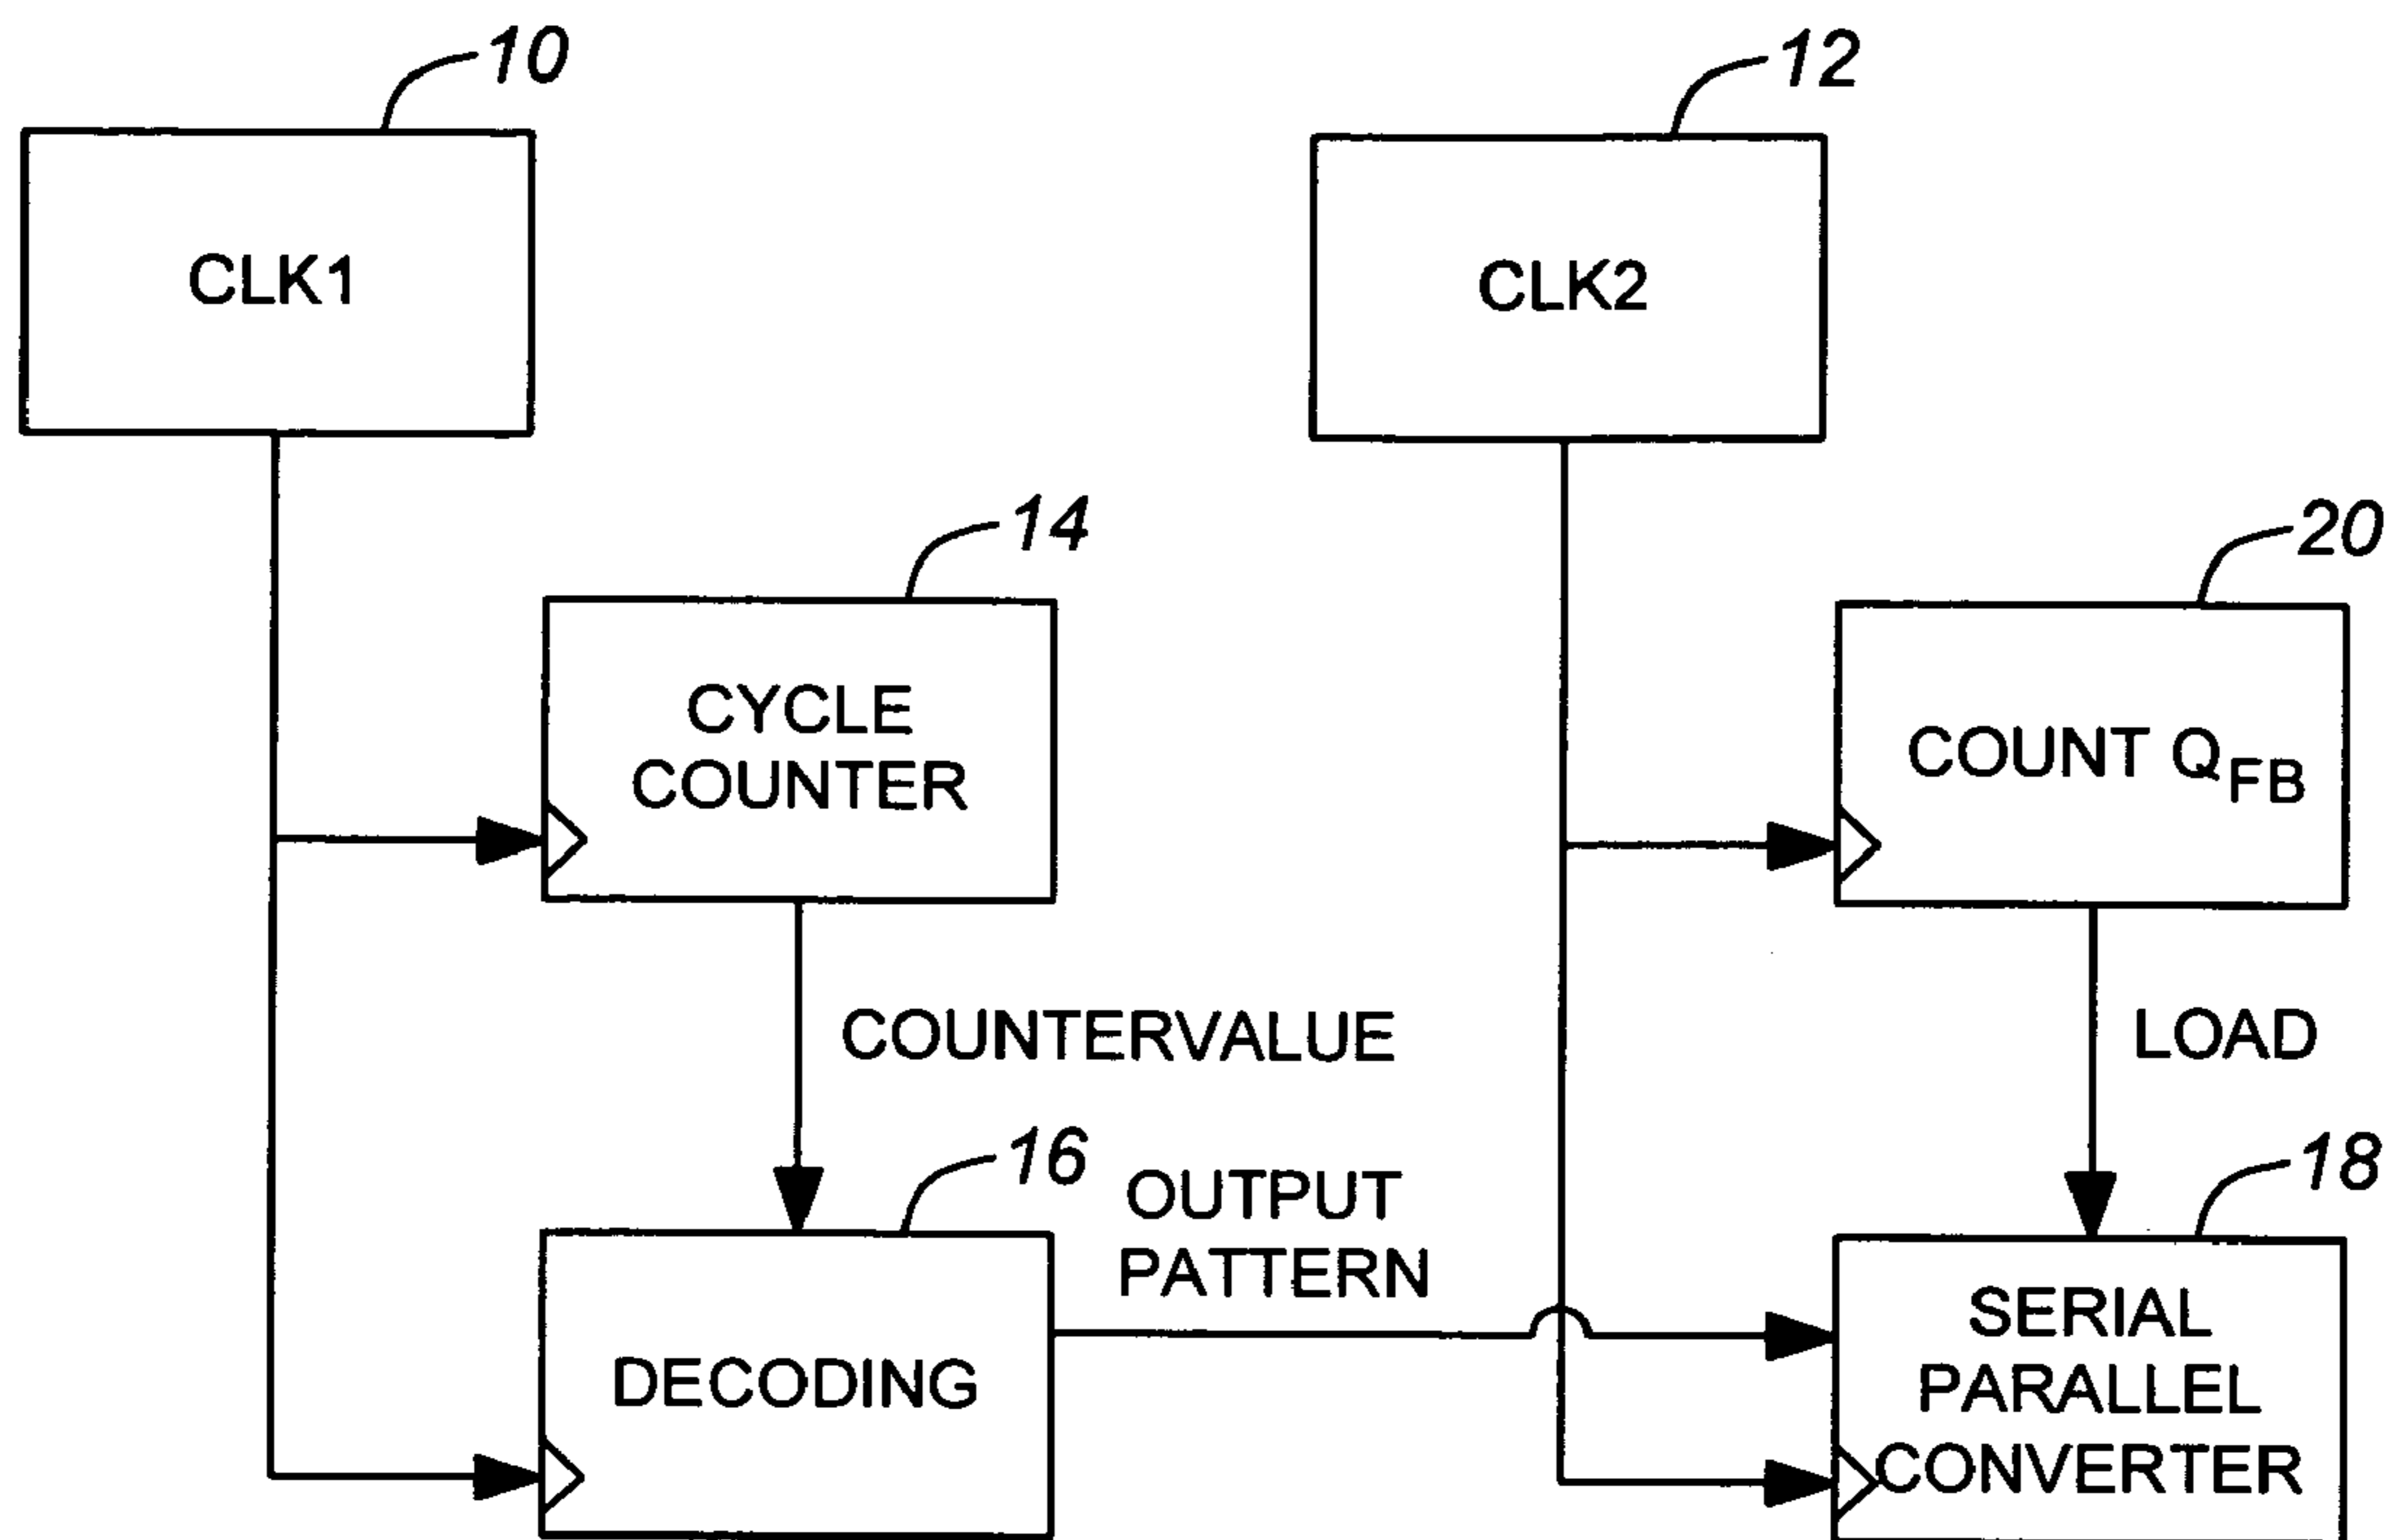 10
12
CLK1
CLK2
14
20
CYCLE
COUNTER
COUNT QFB
COUNTERVALUE
LOAD
16
18
OUTPUT
PATTERN
DECODING
SERIAL
PARALLEL
CONVERTER